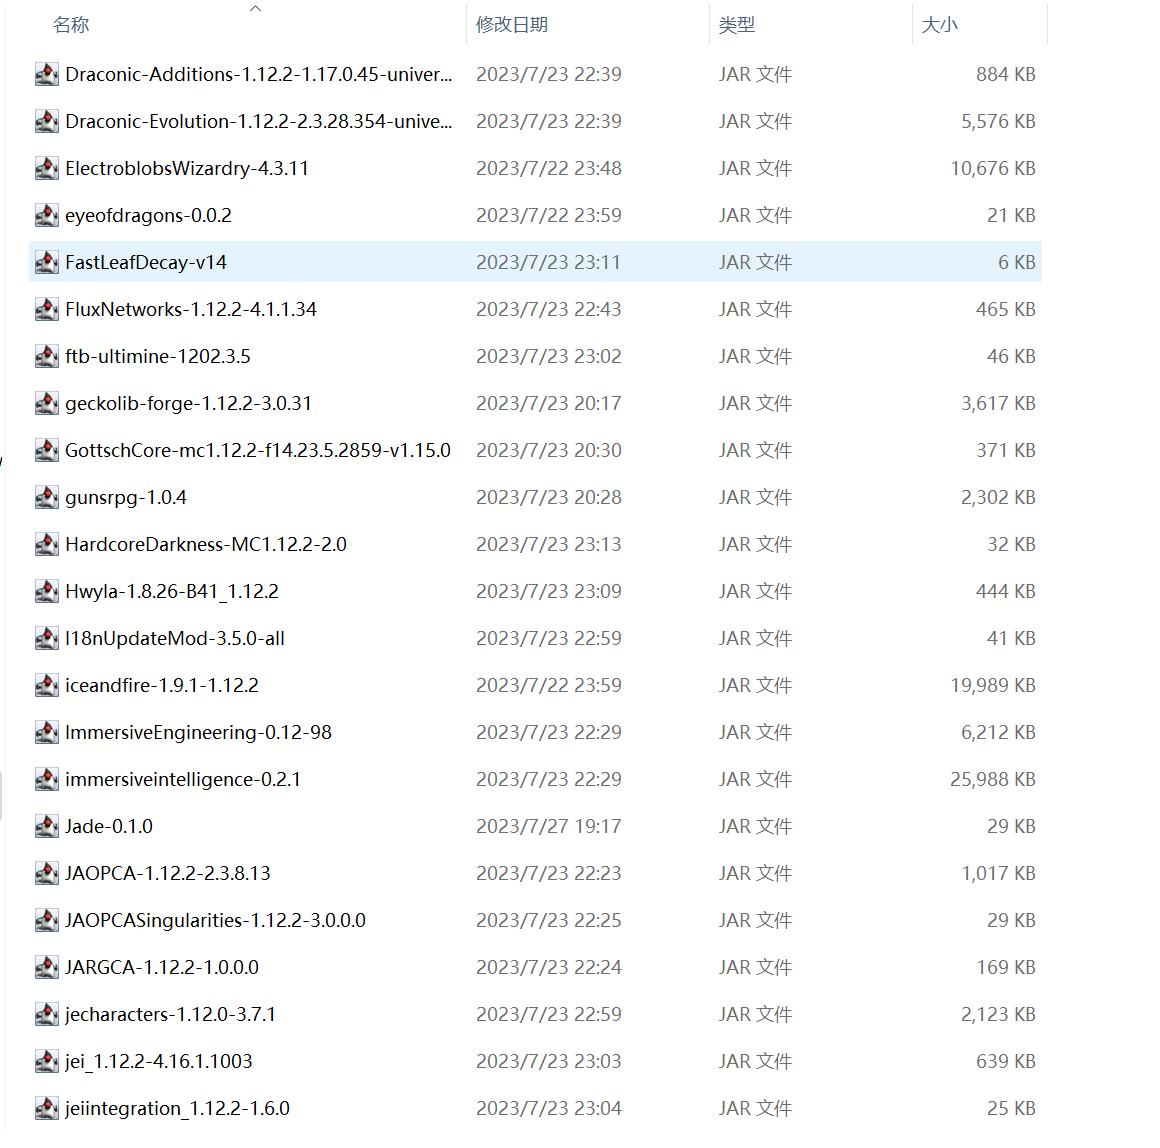 名称 修改日期 类型 大小
Draconic-Additions-1.12.2-1.17.0.45-univer... 2023/7/23 22:39 JAR 文件 884 KB
Draconic-Evolution-1.12.2-2.3.28.354-unive... 2023/7/23 22:39 JAR 文件 5,576 KB
ElectroblobsWizardry-4.3.11 2023/7/22 23:48 JAR 文件 10,676 KB
eyeofdragons-0.0.2 2023/7/22 23:59 JAR 文件 21 KB
FastLeafDecay-v14 2023/7/23 23:11 JAR 文件 6 KB
FluxNetworks-1.12.2-4.1.1.34 2023/7/23 22:43 JAR 文件 465 KB
ftb-ultimine-1202.3.5 2023/7/23 23:02 JAR 文件 46 KB
geckolib-forge-1.12.2-3.0.31 2023/7/23 20:17 JAR 文件 3,617 KB
GottschCore-mc1.12.2-f14.23.5.2859-v1.15.0 2023/7/23 20:30 JAR 文件 371 KB
gunsrpg-1.0.4 2023/7/23 20:28 JAR 文件 2,302 KB
HardcoreDarkness-MC1.12.2-2.0 2023/7/23 23:13 JAR 文件 32 KB
Hwyla-1.8.26-B41_1.12.2 2023/7/23 23:09 JAR 文件 444 KB
I18nUpdateMod-3.5.0-all 2023/7/23 22:59 JAR 文件 41 KB
iceandfire-1.9.1-1.12.2 2023/7/22 23:59 JAR 文件 19,989 KB
ImmersiveEngineering-0.12-98 2023/7/23 22:29 JAR 文件 6,212 KB
immersiveintelligence-0.2.1 2023/7/23 22:29 JAR 文件 25,988 KB
Jade-0.1.0 2023/7/27 19:17 JAR 文件 29 KB
JAOPCA-1.12.2-2.3.8.13 2023/7/23 22:23 JAR 文件 1,017 KB
JAOPCASingularities-1.12.2-3.0.0.0 2023/7/23 22:25 JAR 文件 29 KB
JARGCA-1.12.2-1.0.0.0 2023/7/23 22:24 JAR 文件 169 KB
jecharacters-1.12.0-3.7.1 2023/7/23 22:59 JAR 文件 2,123 KB
jei_1.12.2-4.16.1.1003 2023/7/23 23:03 JAR 文件 639 KB
jeiintegration_1.12.2-1.6.0 2023/7/23 23:04 JAR 文件 25 KB